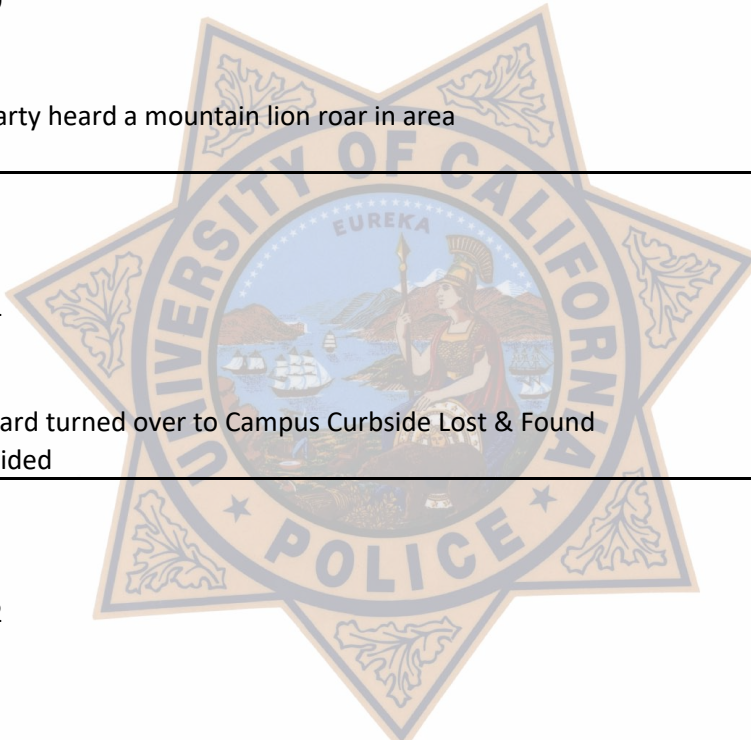 arty heard a mountain lion roar in area
UNIVERSITY OF CALIFORNIA
EUREKA
ard turned over to Campus Curbside Lost & Found
ided
POLICE